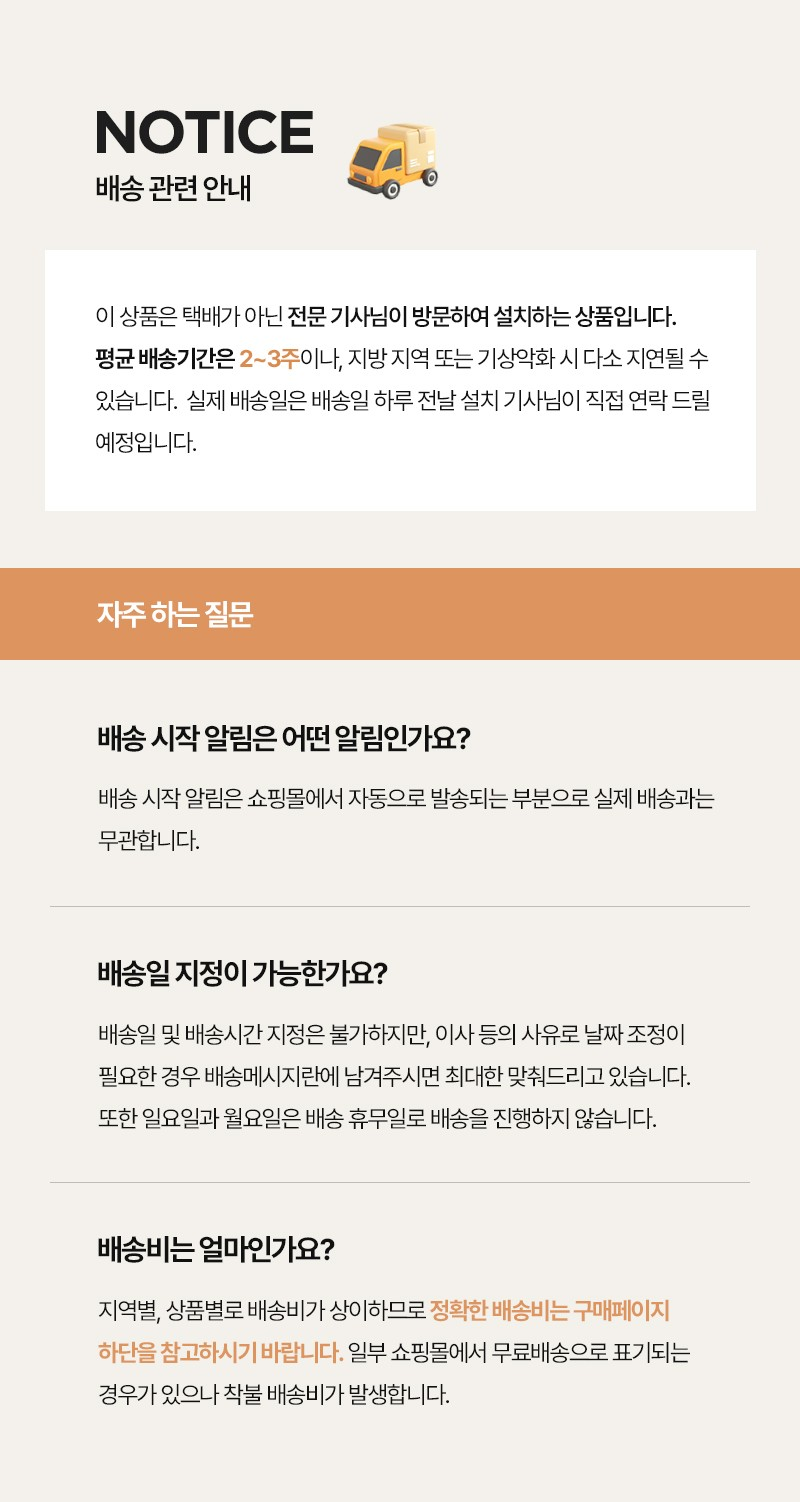 NOTICE
배송 관련 안내
이 상품은 택배가 아닌 전문 기사님이 방문하여 설치하는 상품입니다.
평균 배송기간은 2~3주이나, 지방 지역 또는 기상악화 시 다소 지연될 수
있습니다. 실제 배송일은 배송일 하루 전날 설치 기사님이 직접 연락 드릴
예정입니다.
자주 하는 질문
배송 시작 알림은 어떤 알림인가요?
배송 시작 알림은 쇼핑몰에서 자동으로 발송되는 부분으로 실제 배송과는
무관합니다.
배송일 지정이 가능한가요?
배송일 및 배송시간 지정은 불가하지만, 이사 등의 사유로 날짜 조정이
필요한 경우 배송메시지란에 남겨주시면 최대한 맞춰드리고 있습니다.
또한 일요일과 월요일은 배송 휴무일로 배송을 진행하지 않습니다.
배송비는 얼마인가요?
지역별, 상품별로 배송비가 상이하므로 정확한 배송비는 구매페이지
하단을 참고하시기 바랍니다. 일부 쇼핑몰에서 무료배송으로 표기되는
경우가 있으나 착불 배송비가 발생합니다.